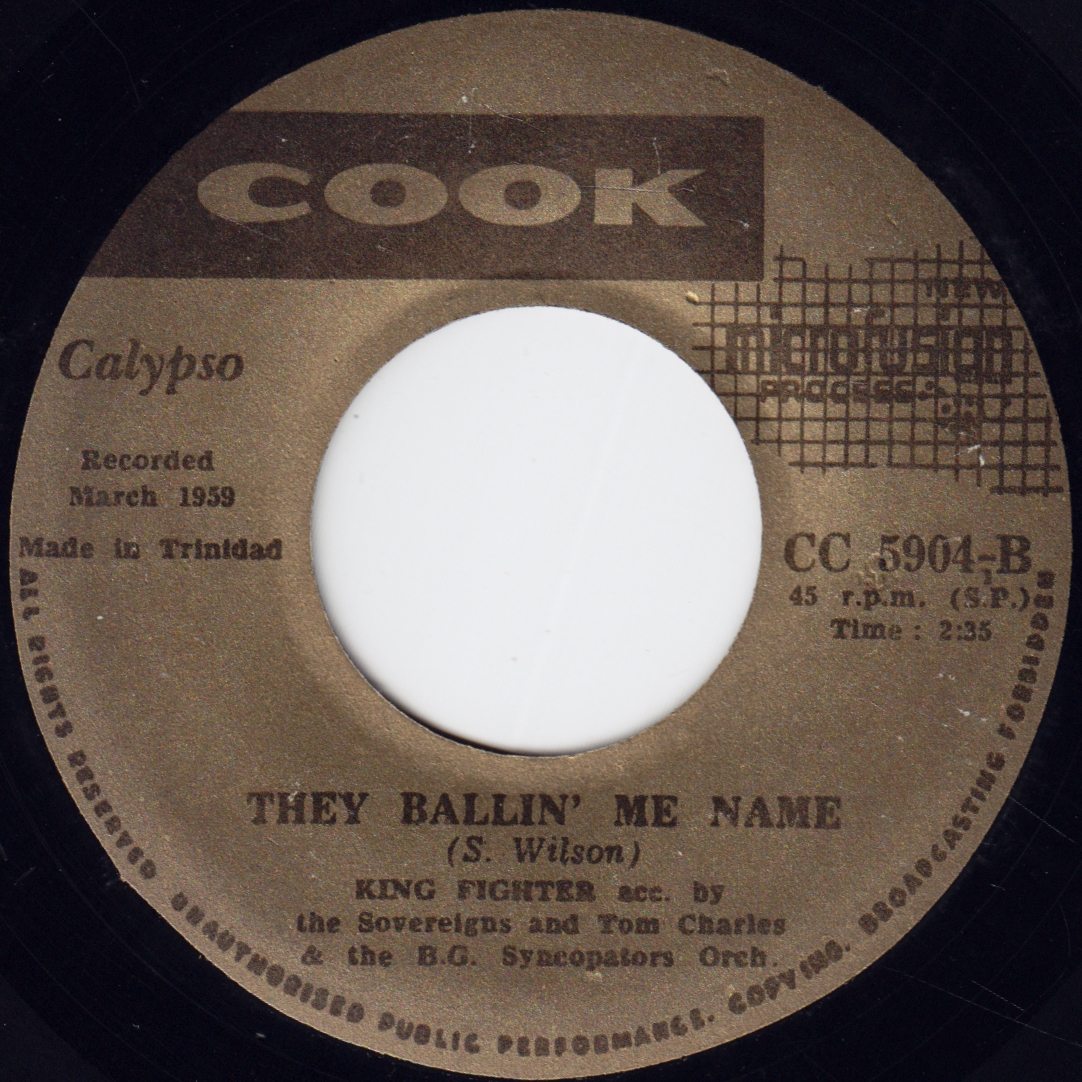 COOK
NEW
microfusion
PROCESS
Calypso
Recorded
March 1959
Made in Trinidad
CC 5904-B
45 r.p.m. (S.P.)
Time : 2:35
THEY BALLIN' ME NAME
(S. Wilson)
KING FIGHTER acc. by
the Sovereigns and Tom Charles
& the B.G. Syncopators Orch.
ALL RIGHTS RESERVED UNAUTHORISED PUBLIC PERFORMANCE. COPYING. BROADCASTING FORBIDDEN